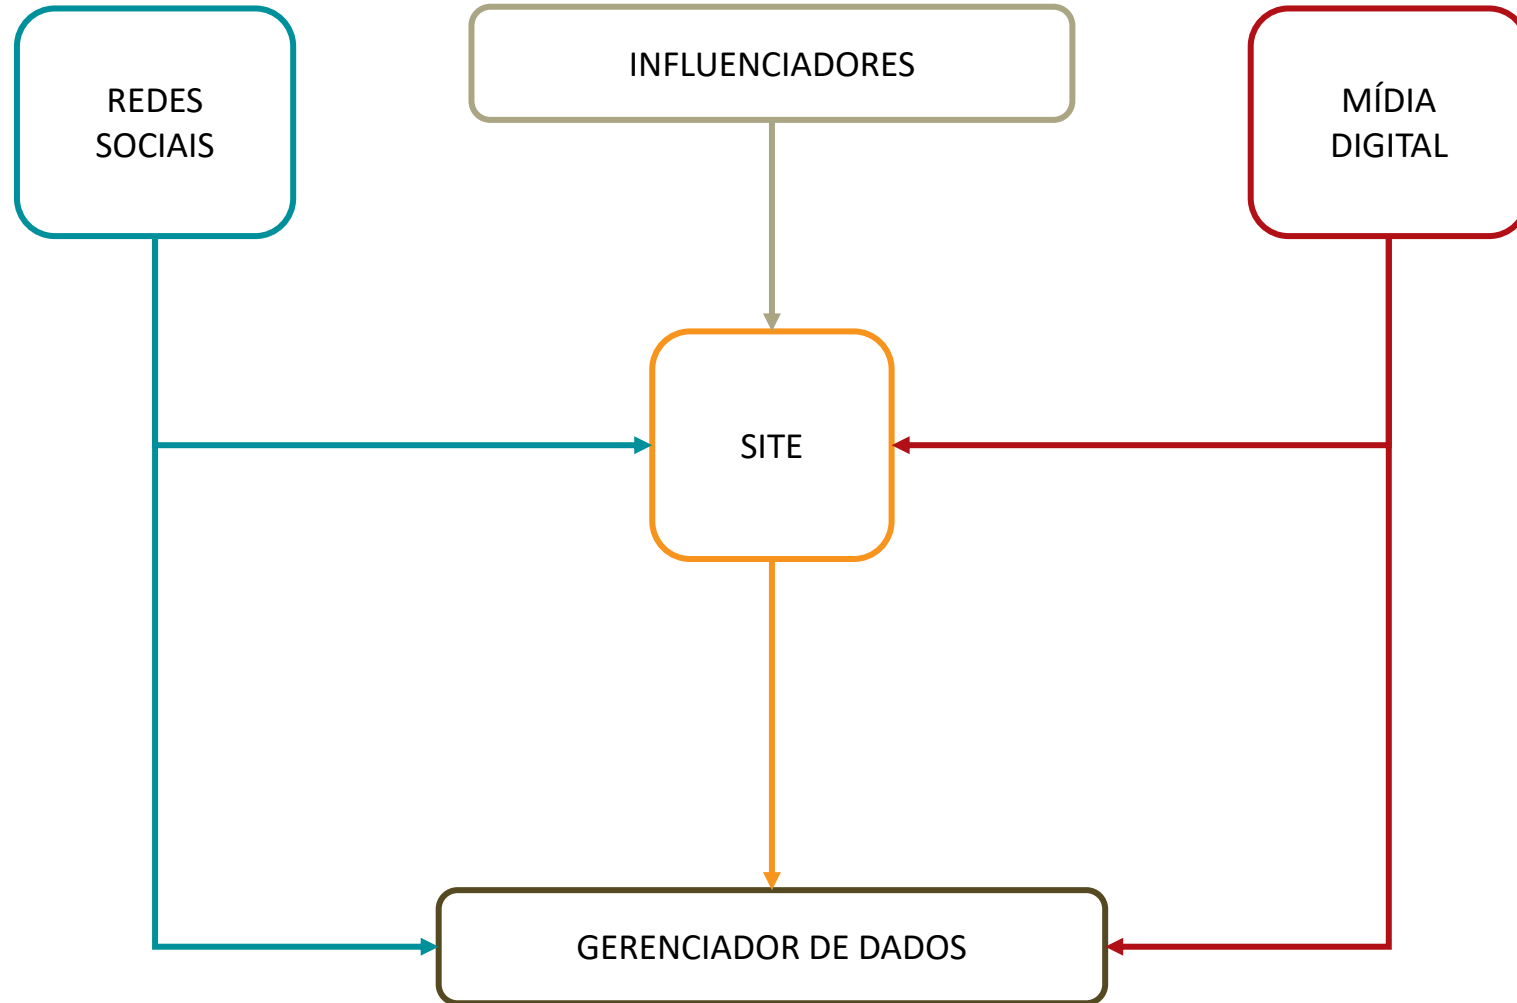 REDES
SOCIAIS
INFLUENCIADORES
MÍDIA
DIGITAL
SITE
GERENCIADOR DE DADOS